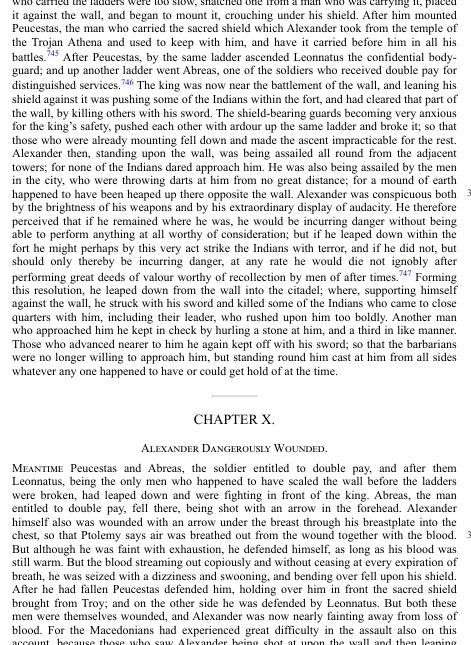 who carried the ladders were too slow, snatched one from a man who was carrying it, placed
it against the wall, and began to mount it, crouching under his shield. After him mounted
Peucestas, the man who carried the sacred shield which Alexander took from the temple of
the Trojan Athena and used to keep with him, and have it carried before him in all his
battles.745 After Peucestas, by the same ladder ascended Leonnatus the confidential body-
guard; and up another ladder went Abreas, one of the soldiers who received double pay for
distinguished services.746 The king was now near the battlement of the wall, and leaning his
shield against it was pushing some of the Indians within the fort, and had cleared that part of
the wall, by killing others with his sword. The shield-bearing guards becoming very anxious
for the king's safety, pushed each other with ardour up the same ladder and broke it; so that
those who were already mounting fell down and made the ascent impracticable for the rest.
Alexander then, standing upon the wall, was being assailed all round from the adjacent
towers; for none of the Indians dared approach him. He was also being assailed by the men
in the city, who were throwing darts at him from no great distance; for a mound of earth
happened to have been heaped up there opposite the wall. Alexander was conspicuous both 3
by the brightness of his weapons and by his extraordinary display of audacity. He therefore
perceived that if he remained where he was, he would be incurring danger without being
able to perform anything at all worthy of consideration; but if he leaped down within the
fort he might perhaps by this very act strike the Indians with terror, and if he did not, but
should only thereby be incurring danger, at any rate he would die not ignobly after
performing great deeds of valour worthy of recollection by men of after times.747 Forming
this resolution, he leaped down from the wall into the citadel; where, supporting himself
against the wall, he struck with his sword and killed some of the Indians who came to close
quarters with him, including their leader, who rushed upon him too boldly. Another man
who approached him he kept in check by hurling a stone at him, and a third in like manner.
Those who advanced nearer to him he again kept off with his sword; so that the barbarians
were no longer willing to approach him, but standing round him cast at him from all sides
whatever any one happened to have or could get hold of at the time.
CHAPTER X.
Alexander Dangerously Wounded.
Meantime Peucestas and Abreas, the soldier entitled to double pay, and after them
Leonnatus, being the only men who happened to have scaled the wall before the ladders
were broken, had leaped down and were fighting in front of the king. Abreas, the man
entitled to double pay, fell there, being shot with an arrow in the forehead. Alexander
himself also was wounded with an arrow under the breast through his breastplate into the
chest, so that Ptolemy says air was breathed out from the wound together with the blood. 3
But although he was faint with exhaustion, he defended himself, as long as his blood was
still warm. But the blood streaming out copiously and without ceasing at every expiration of
breath, he was seized with a dizziness and swooning, and bending over fell upon his shield.
After he had fallen Peucestas defended him, holding over him in front the sacred shield
brought from Troy; and on the other side he was defended by Leonnatus. But both these
men were themselves wounded, and Alexander was now nearly fainting away from loss of
blood. For the Macedonians had experienced great difficulty in the assault also on this
account, because those who saw Alexander being shot at upon the wall and then leaping